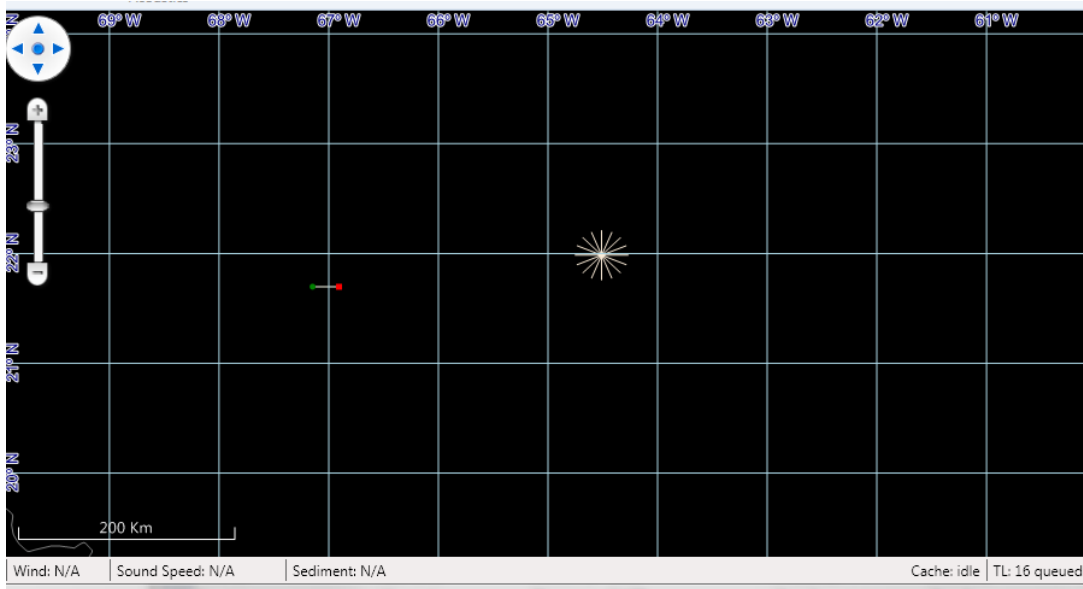 69° W 68° W 67° W 66° W 65° W 64° W 63° W 62° W 61° W
23° N
22° N
21° N
20° N
200 Km
Wind: N/A Sound Speed: N/A Sediment: N/A Cache: idle TL: 16 queued